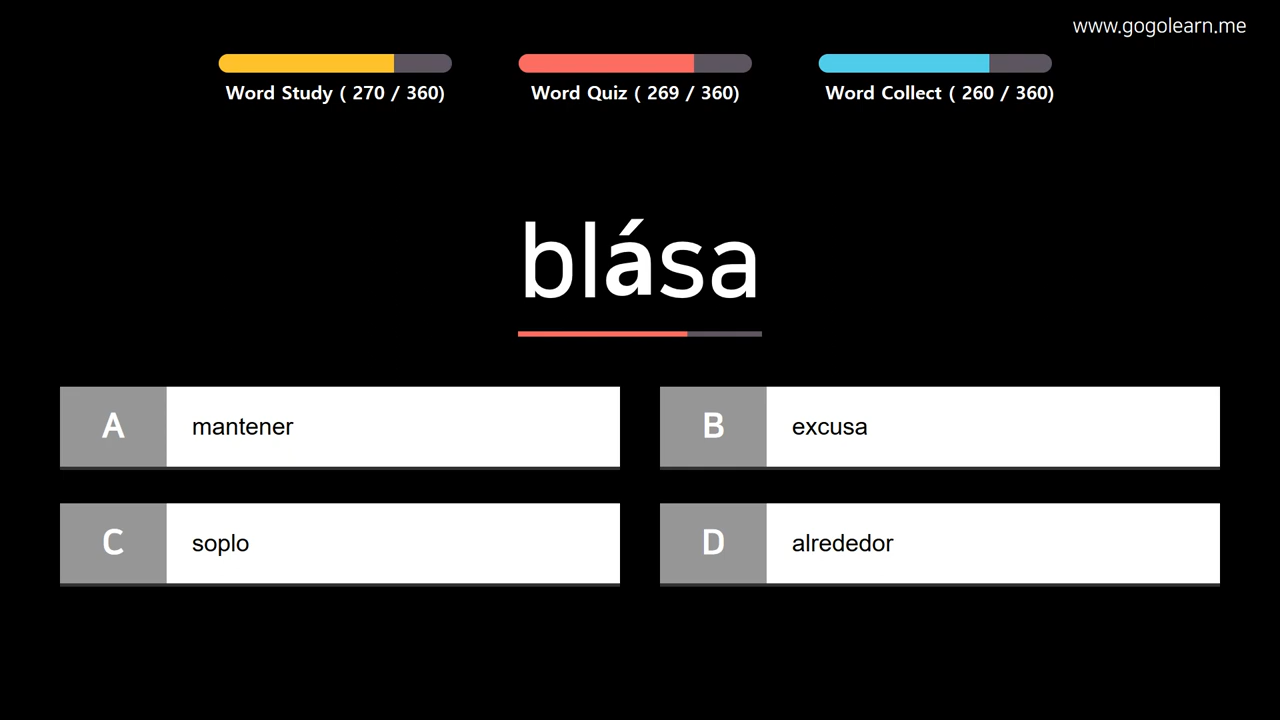 www.gogolearn.me
Word Study ( 270 / 360)
Word Quiz ( 269 / 360)
Word Collect ( 260 / 360)
blása
A mantener
B excusa
C soplo
D alrededor